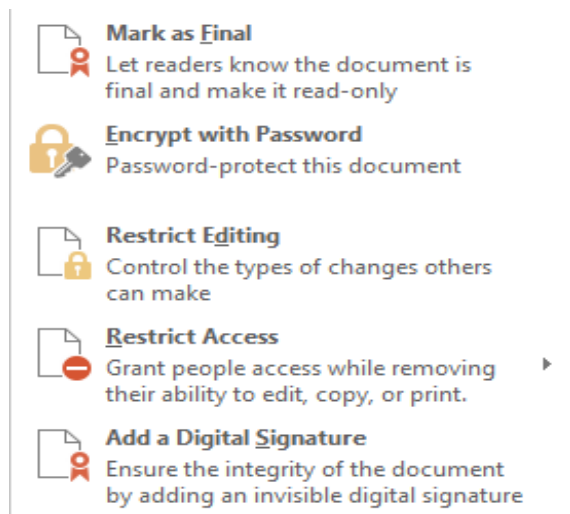 Mark as Final
Let readers know the document is
final and make it read-only
Encrypt with Password
Password-protect this document
Restrict Editing
Control the types of changes others
can make
Restrict Access
Grant people access while removing
their ability to edit, copy, or print.
Add a Digital Signature
Ensure the integrity of the document
by adding an invisible digital signature